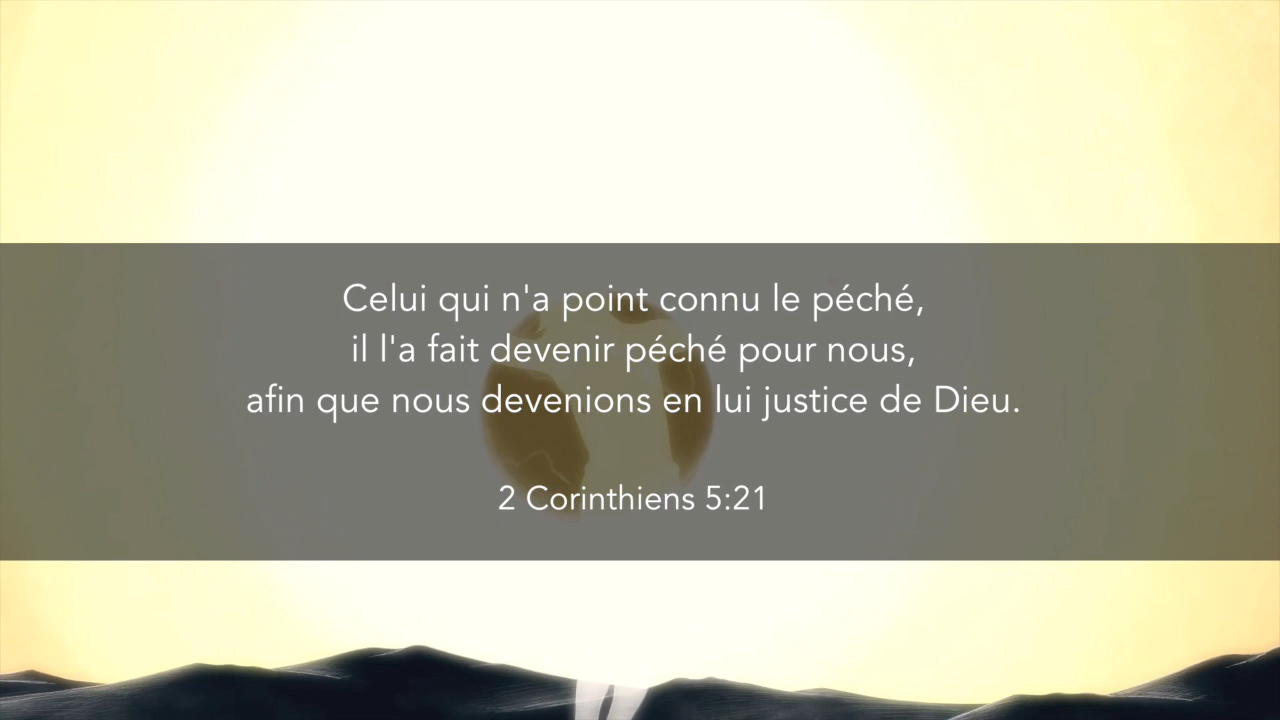 Celui qui n'a point connu le péché,
il l'a fait devenir péché pour nous,
afin que nous devenions en lui justice de Dieu.
2 Corinthiens 5:21